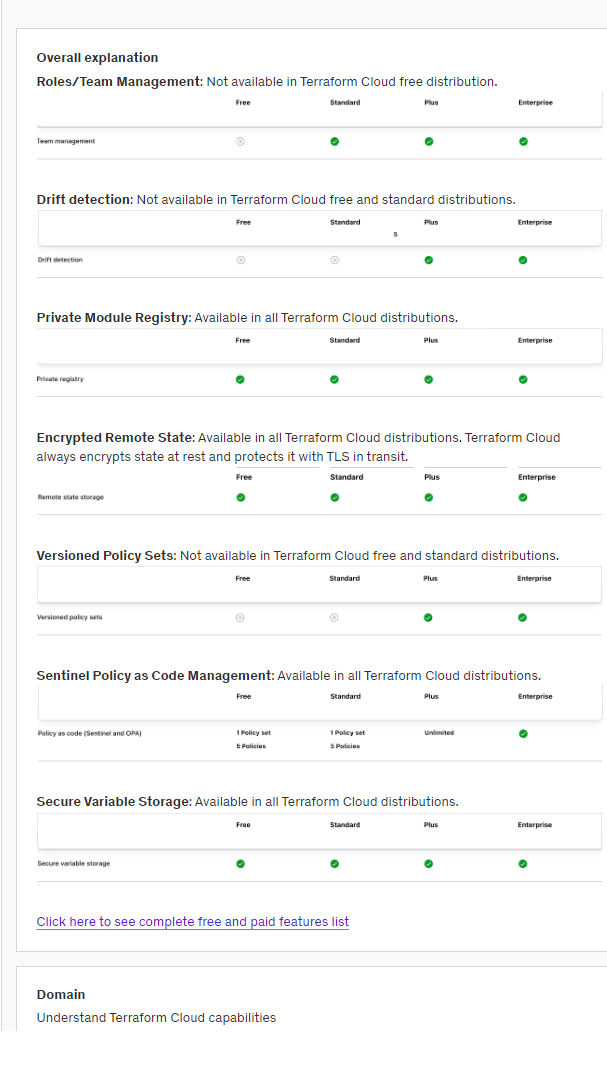 Overall explanation
Roles/Team Management: Not available in Terraform Cloud free distribution.
Free Standard Plus Enterprise
Team management
Drift detection: Not available in Terraform Cloud free and standard distributions.
Free Standard Plus Enterprise
s
Drift detection
Private Module Registry: Available in all Terraform Cloud distributions.
Free Standard Plus Enterprise
Private registry
Encrypted Remote State: Available in all Terraform Cloud distributions. Terraform Cloud
always encrypts state at rest and protects it with TLS in transit.
Free Standard Plus Enterprise
Remote state storage
Versioned Policy Sets: Not available in Terraform Cloud free and standard distributions.
Free Standard Plus Enterprise
Versioned policy sets
Sentinel Policy as Code Management: Available in all Terraform Cloud distributions.
Free Standard Plus Enterprise
Policy as code (Sentinel and OPA) 1 Policy set 1 Policy set Unlimited
5 Policies 5 Policies
Secure Variable Storage: Available in all Terraform Cloud distributions.
Free Standard Plus Enterprise
Secure variable storage
Click here to see complete free and paid features list
Domain
Understand Terraform Cloud capabilities